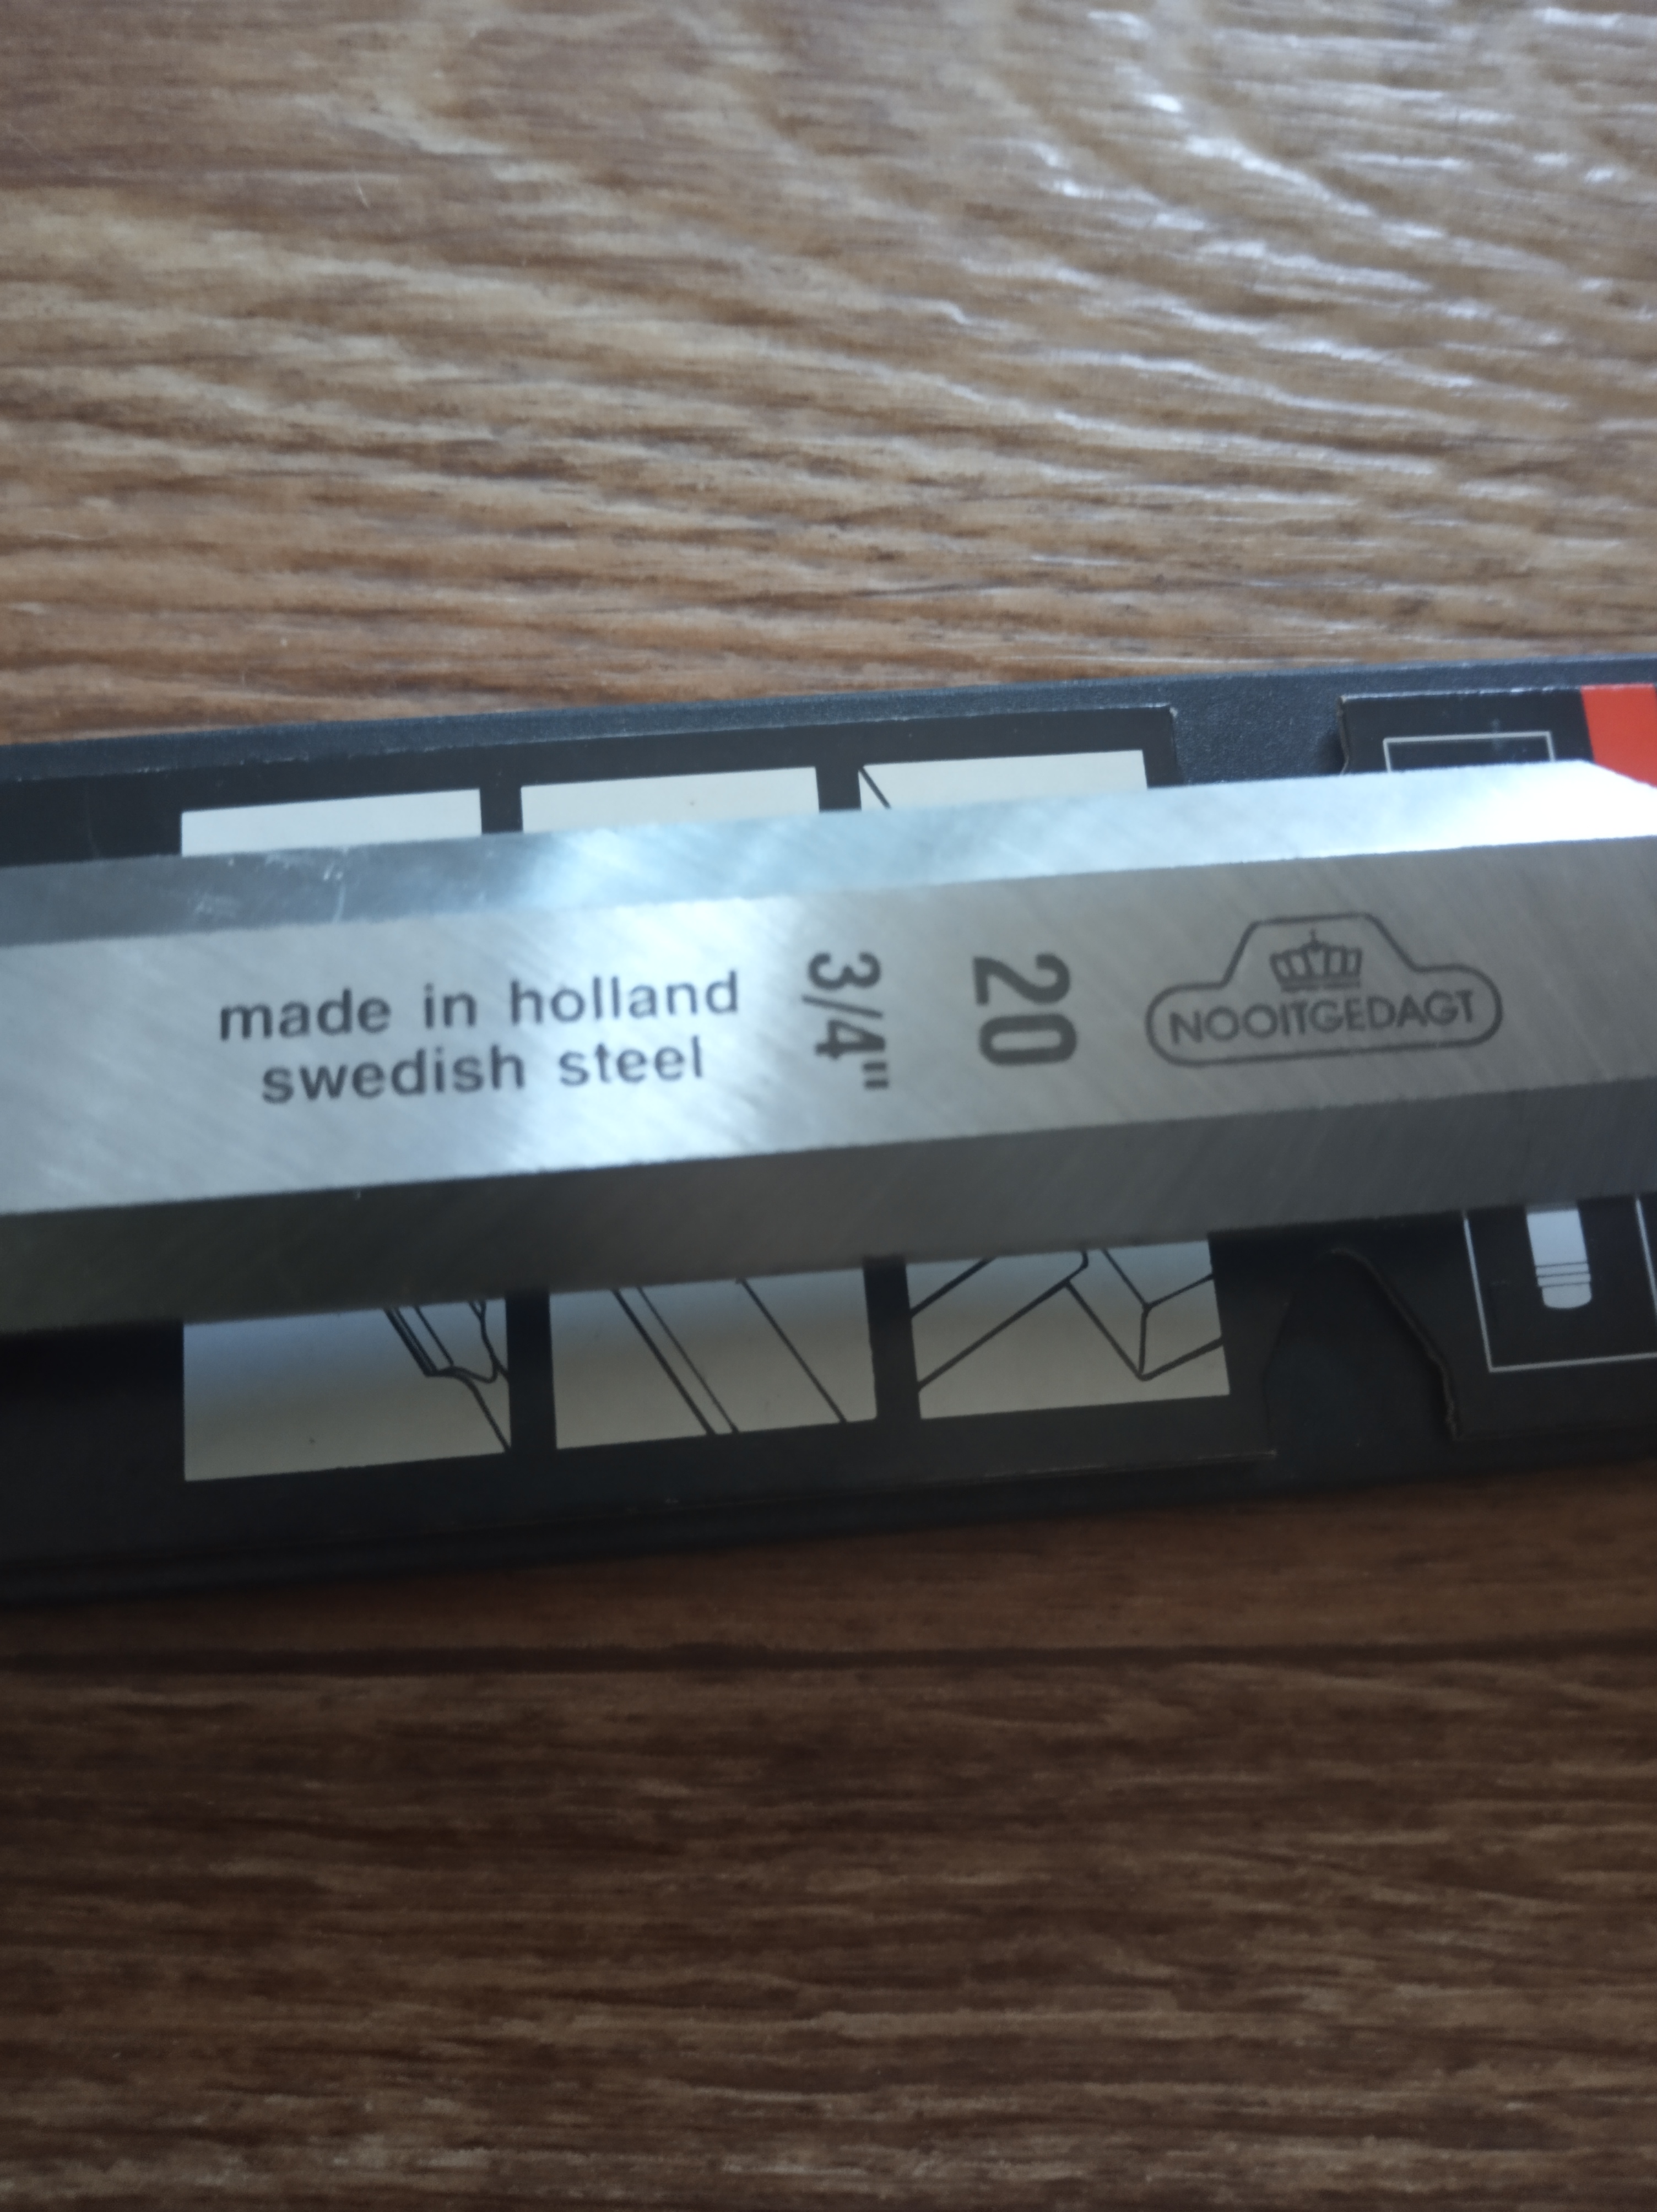 made in holland
swedish steel
3/4"
20
NOOITGEDAGT